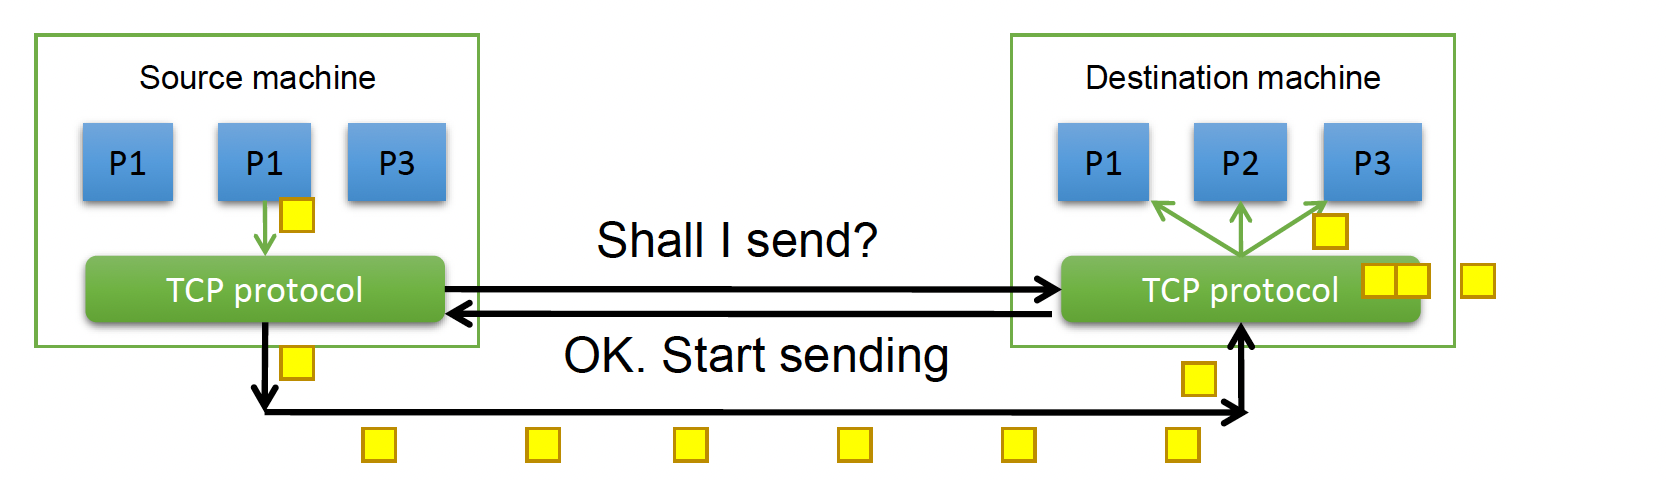 Source machine
Destination machine
P1 P1 P3
P1 P2 P3
Shall I send?
TCP protocol
TCP protocol
OK. Start sending